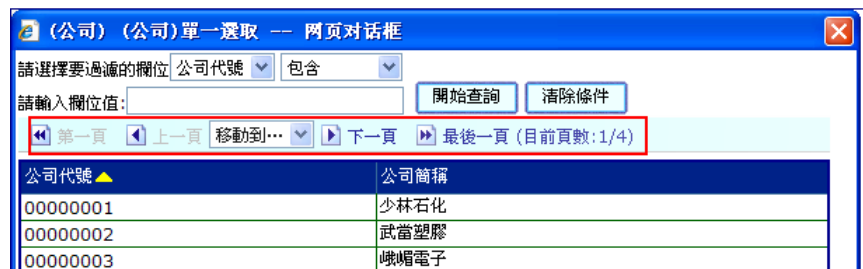 (公司) (公司)單一選取 -- 网页对话框
請選擇要過濾的欄位 公司代號 包含
請輸入欄位值: 開始查詢 清除條件
第一頁 上一頁 移動到… 下一頁 最後一頁 (目前頁數:1/4)
公司代號 公司簡稱
00000001 少林石化
00000002 武當塑膠
00000003 峨嵋電子